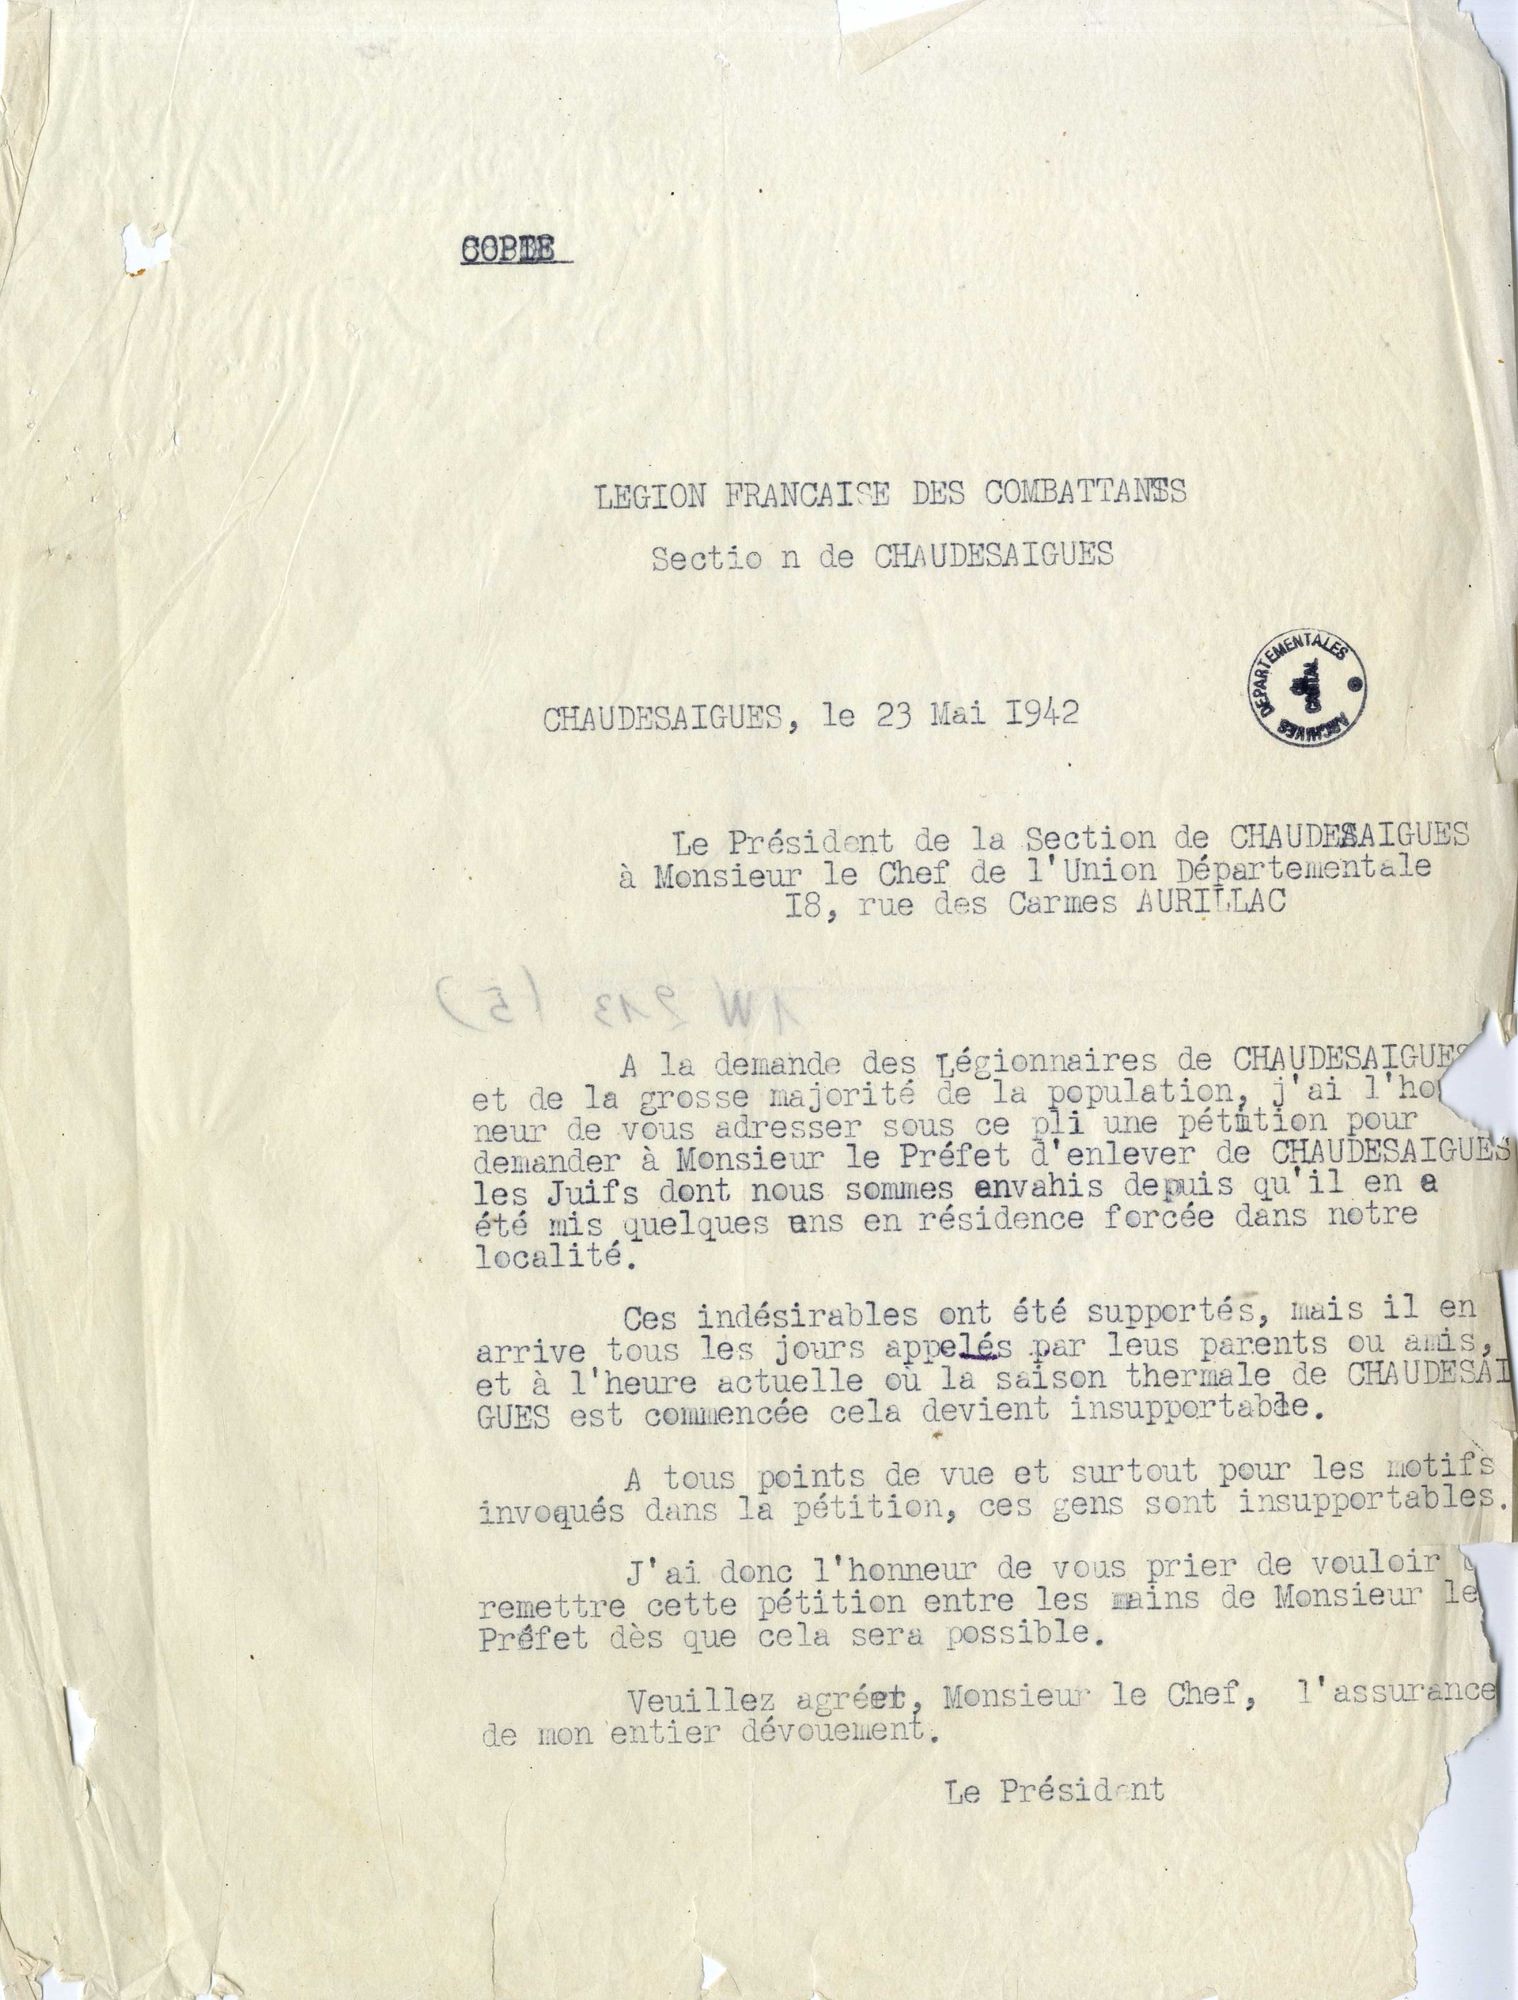 COPIE
LEGION FRANCAISE DES COMBATTANTS
Sectio n de CHAUDESAIGUES
ARCHIVES DÉPARTEMENTALES
DU
CANTAL
CHAUDESAIGUES, le 23 Mai I942
Le Président de la Section de CHAUDESAIGUES
à Monsieur le Chef de l'Union Départementale
I8, rue des Carmes AURILLAC
1 W 213 (5)
A la demande des Légionnaires de CHAUDESAIGUES
et de la grosse majorité de la population, j'ai l'hon
neur de vous adresser sous ce pli une pétition pour
demander à Monsieur le Préfet d'enlever de CHAUDESAIGUES
les Juifs dont nous sommes envahis depuis qu'il en a
été mis quelques uns en résidence forcée dans notre
localité.
Ces indésirables ont été supportés, mais il en
arrive tous les jours appelés par leus parents ou amis,
et à l'heure actuelle où la saison thermale de CHAUDESAI
GUES est commencée cela devient insupportable.
A tous points de vue et surtout pour les motifs
invoqués dans la pétition, ces gens sont insupportables.
J'ai donc l'honneur de vous prier de vouloir
remettre cette pétition entre les mains de Monsieur le
Préfet dès que cela sera possible.
Veuillez agréer, Monsieur le Chef, l'assurance
de mon entier dévouement.
Le Président